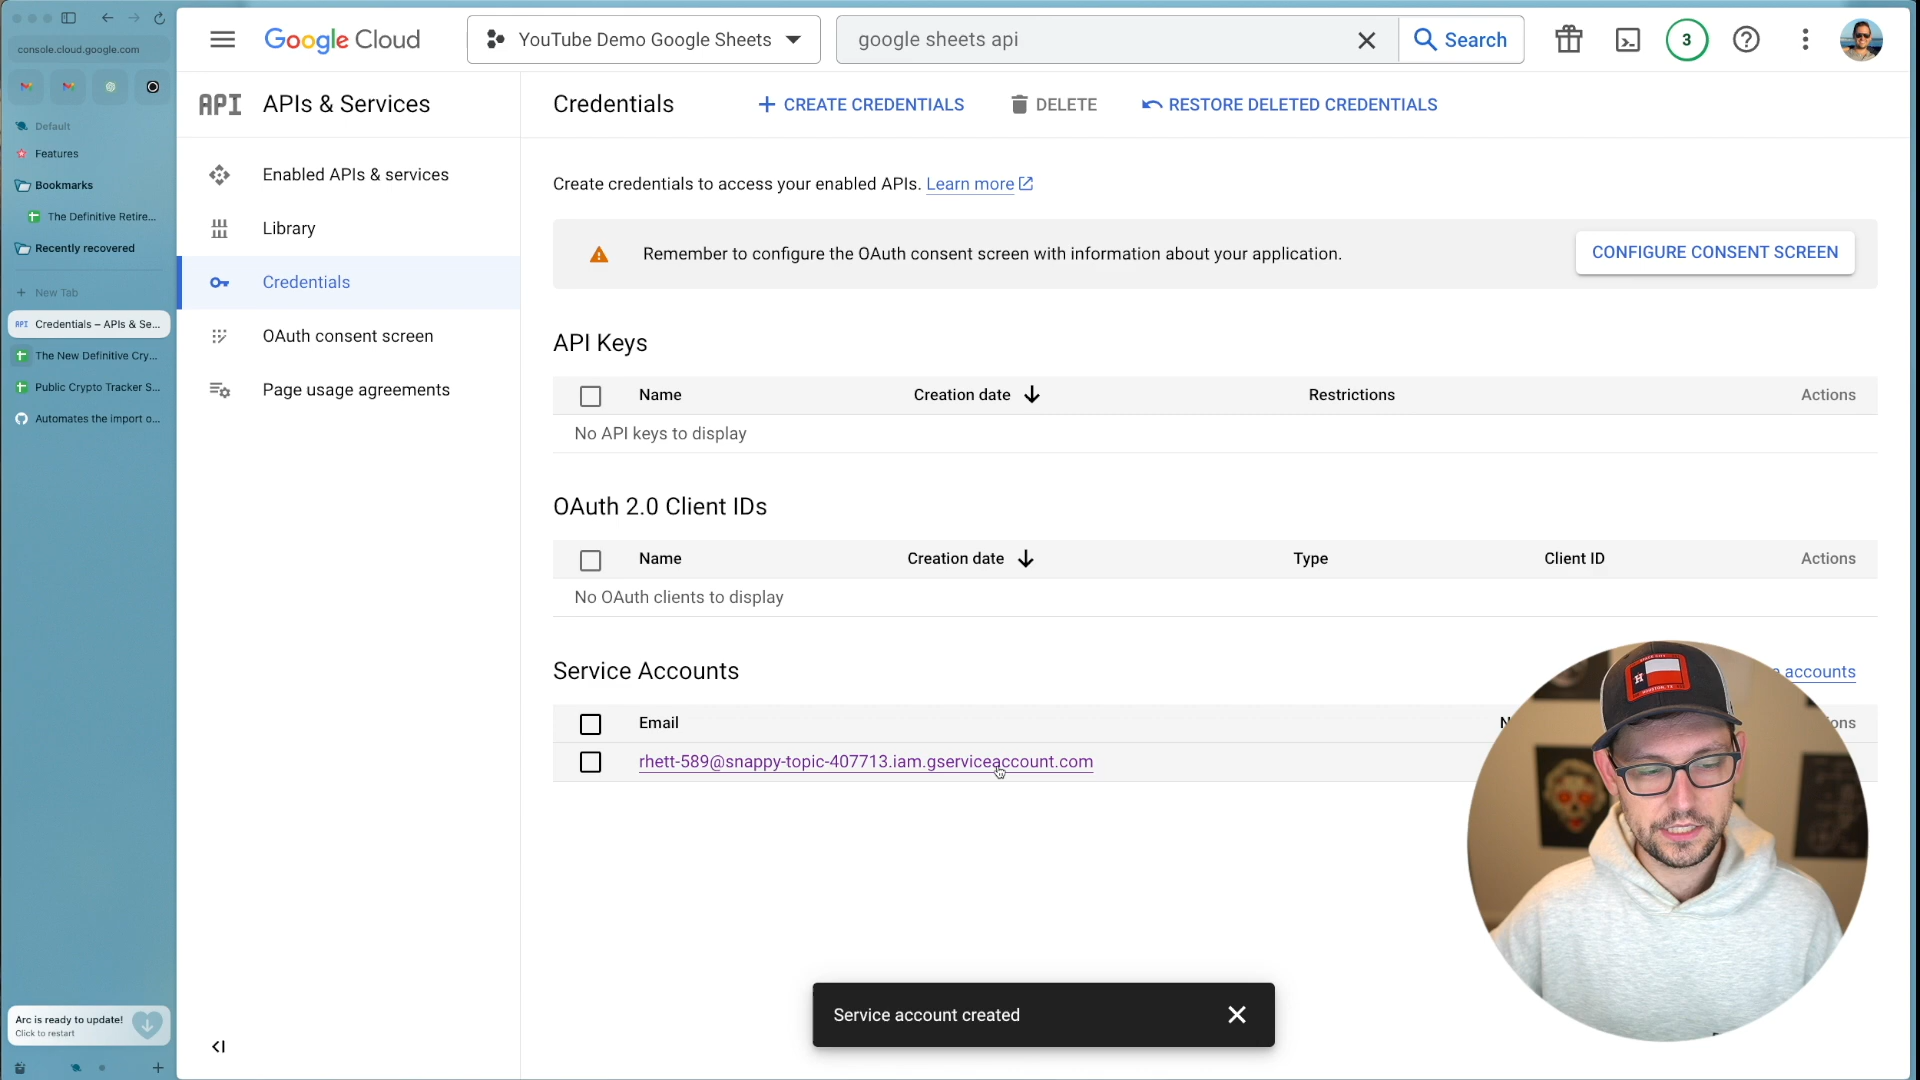 console.cloud.google.com
Default
Features
Bookmarks
The Definitive Retire...
Recently recovered
New Tab
API Credentials – APIs & Se...
The New Definitive Cry...
Public Crypto Tracker S...
Automates the import o...
Arc is ready to update!
Click to restart
Google Cloud
YouTube Demo Google Sheets
google sheets api
Search
3
API APIs & Services
Enabled APIs & services
Library
Credentials
OAuth consent screen
Page usage agreements
Credentials
CREATE CREDENTIALS
DELETE
RESTORE DELETED CREDENTIALS
Create credentials to access your enabled APIs. Learn more
Remember to configure the OAuth consent screen with information about your application.
CONFIGURE CONSENT SCREEN
API Keys
Name Creation date Restrictions Actions
No API keys to display
OAuth 2.0 Client IDs
Name Creation date Type Client ID Actions
No OAuth clients to display
Service Accounts
accounts
Email
rhett-589@snappy-topic-407713.iam.gserviceaccount.com
Service account created
H